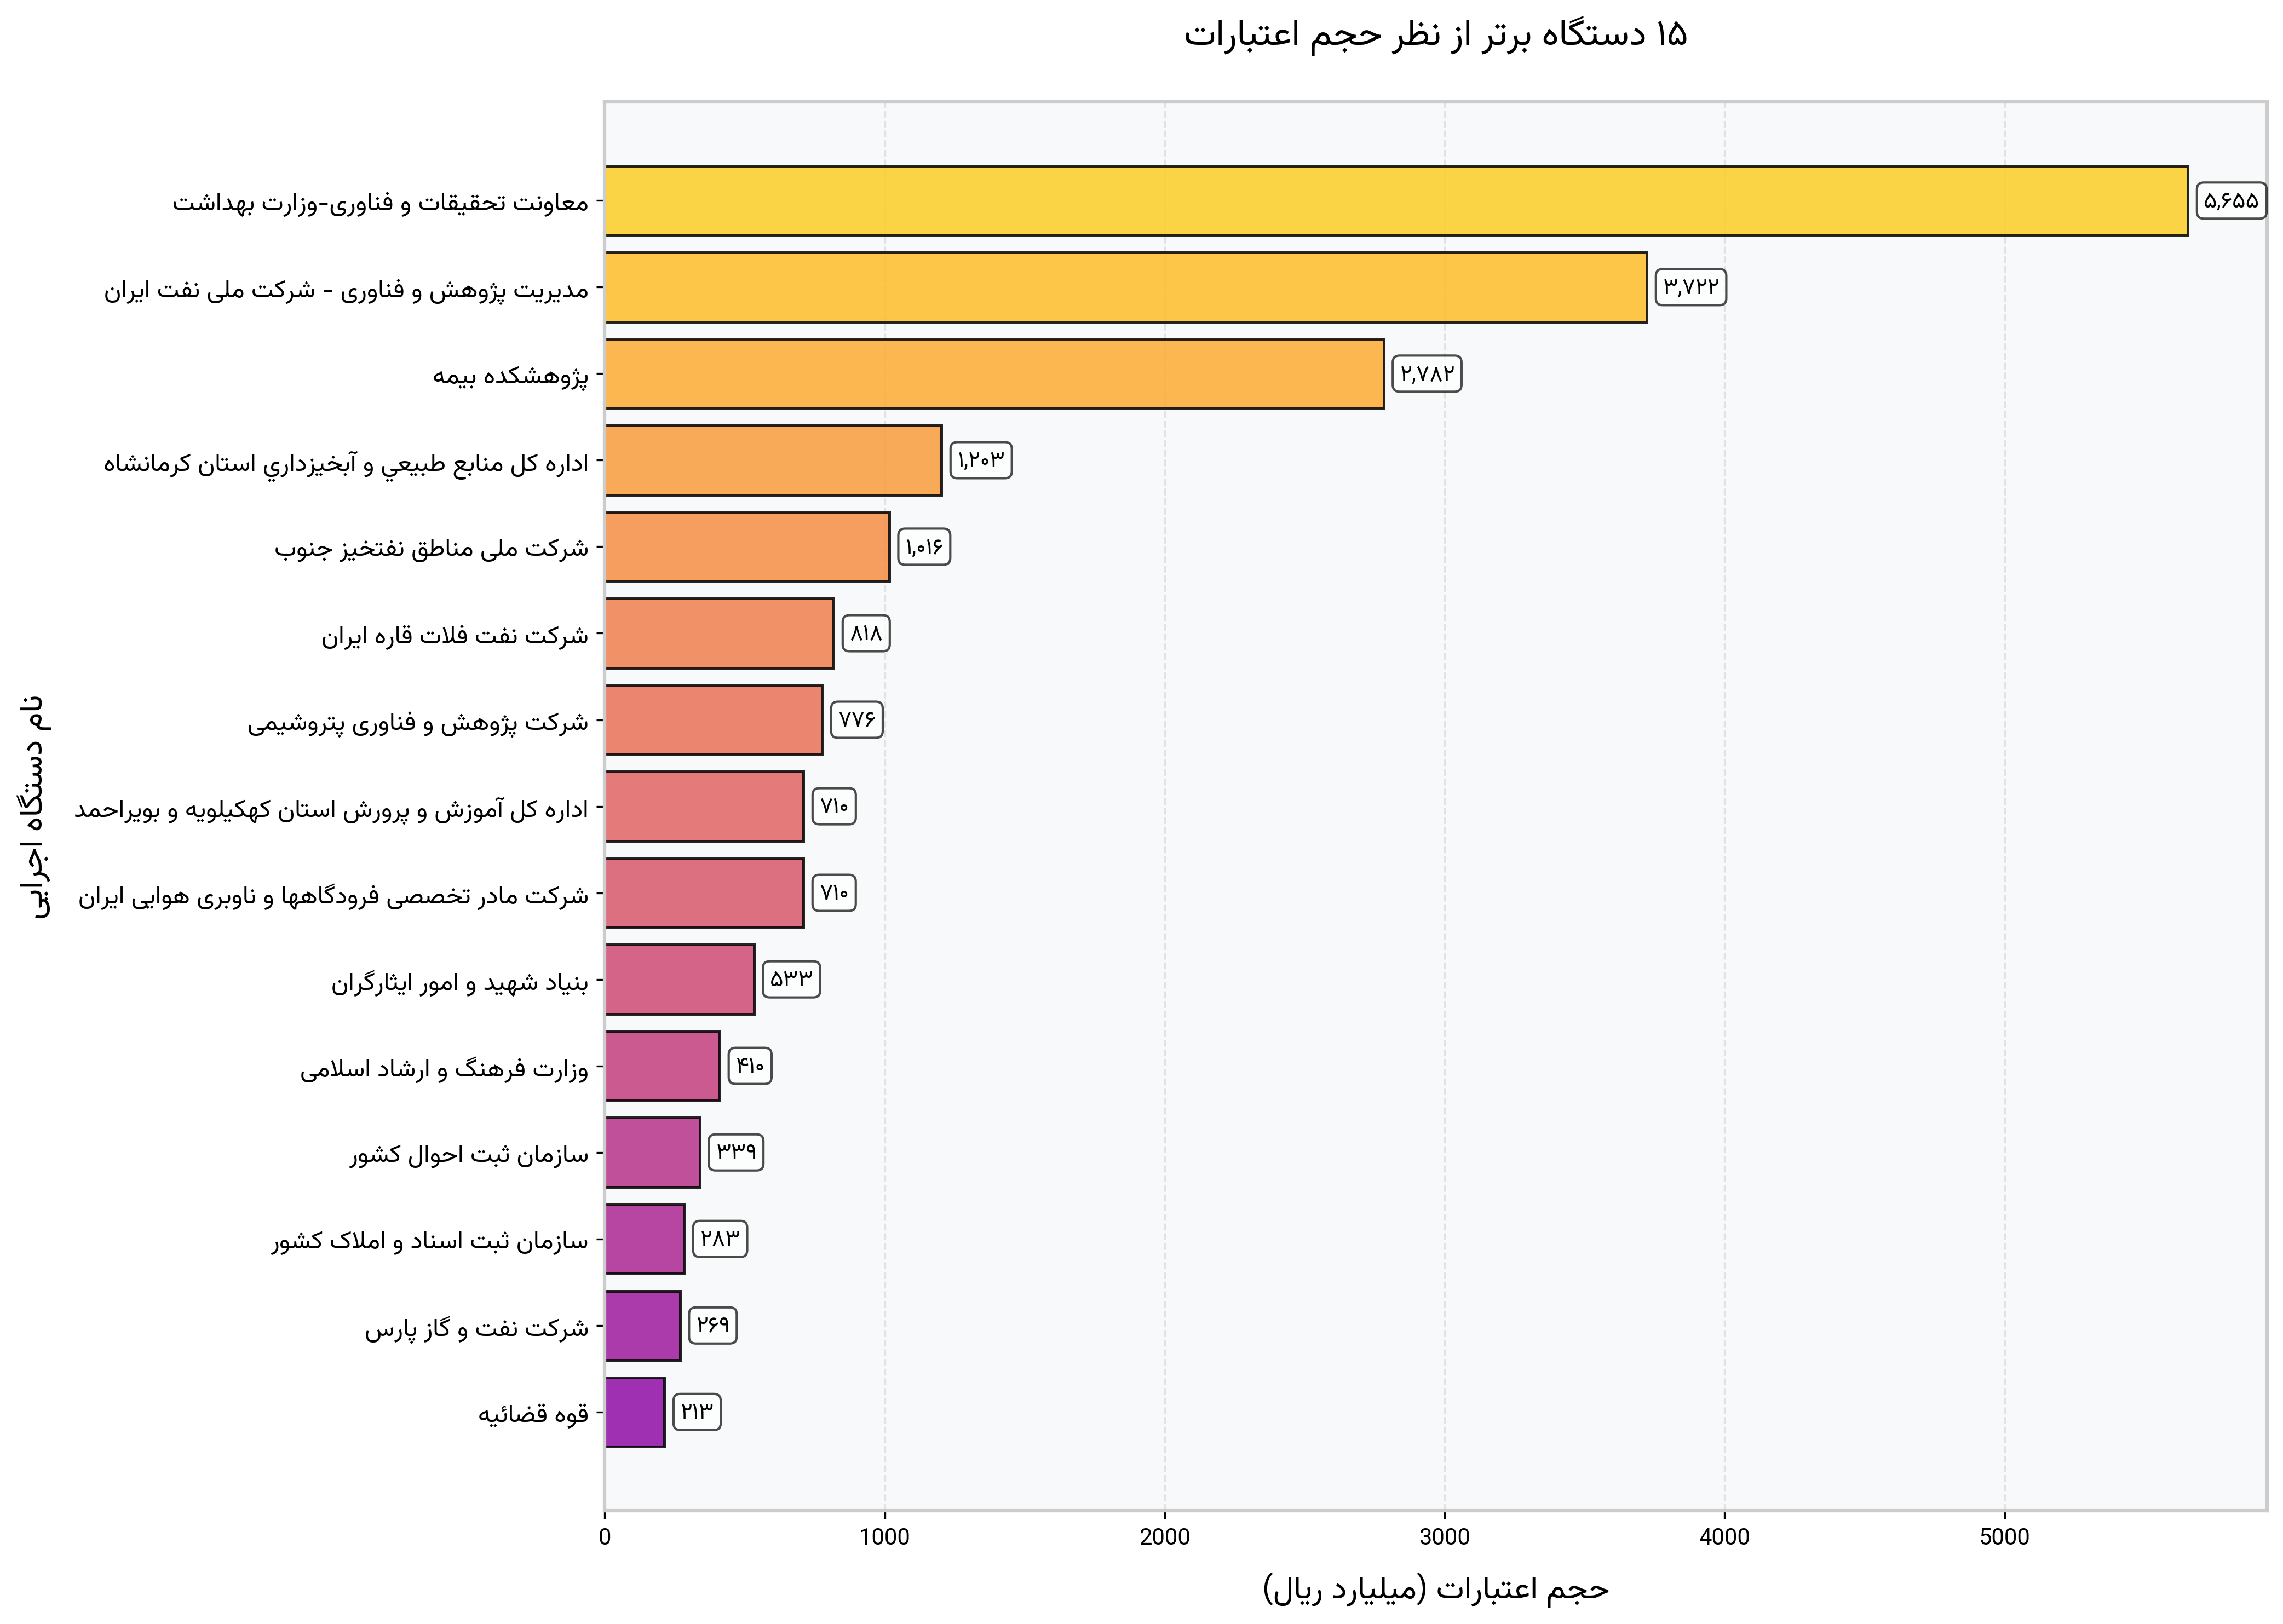 ۱۵ دستگاه برتر از نظر حجم اعتبارات
معاونت تحقیقات و فناوری-وزارت بهداشت
۵,۶۵۵
مدیریت پژوهش و فناوری - شرکت ملی نفت ایران
۳,۷۲۲
پژوهشکده بیمه
۲,۷۸۲
اداره کل منابع طبيعي و آبخيزداري استان کرمانشاه
۱,۲۰۳
شرکت ملی مناطق نفتخیز جنوب
۱,۰۱۶
شرکت نفت فلات قاره ایران
۸۱۸
شرکت پژوهش و فناوری پتروشیمی
۷۷۶
اداره کل آموزش و پرورش استان کهکیلویه و بویراحمد
۷۱۰
شرکت مادر تخصصی فرودگاهها و ناوبری هوایی ایران
۷۱۰
بنیاد شهید و امور ایثارگران
۵۳۳
وزارت فرهنگ و ارشاد اسلامی
۴۱۰
سازمان ثبت احوال کشور
۳۳۹
سازمان ثبت اسناد و املاک کشور
۲۸۳
شرکت نفت و گاز پارس
۲۶۹
قوه قضائیه
۲۱۳
نام دستگاه اجرایی
0 1000 2000 3000 4000 5000
حجم اعتبارات (میلیارد ریال)